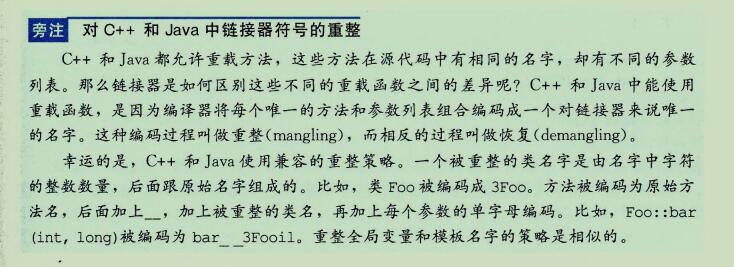 旁注 对 C++ 和 Java 中链接器符号的重整
C++ 和 Java 都允许重载方法，这些方法在源代码中有相同的名字，却有不同的参数
列表。那么链接器是如何区别这些不同的重载函数之间的差异呢？C++ 和 Java 中能使用
重载函数，是因为编译器将每个唯一的方法和参数列表组合编码成一个对链接器来说唯一
的名字。这种编码过程叫做重整(mangling)，而相反的过程叫做恢复(demangling)。
幸运的是，C++ 和 Java 使用兼容的重整策略。一个被重整的类名字是由名字中字符
的整数数量，后面跟原始名字组成的。比如，类 Foo 被编码成 3Foo。方法被编码为原始方
法名，后面加上__，加上被重整的类名，再加上每个参数的单字母编码。比如，Foo::bar
(int, long)被编码为 bar__3Fooil。重整全局变量和模板名字的策略是相似的。